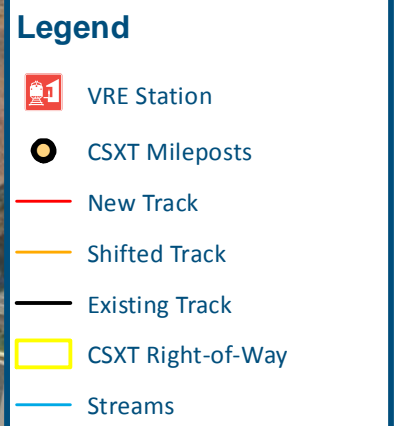 Legend
VRE Station
CSXT Mileposts
New Track
Shifted Track
Existing Track
CSXT Right-of-Way
Streams